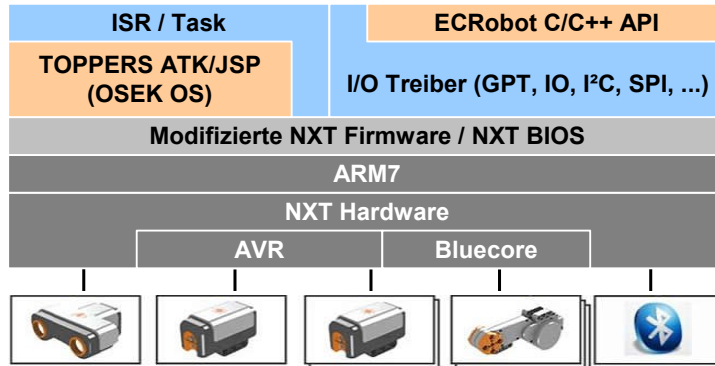 ISR / Task
ECRobot C/C++ API
TOPPERS ATK/JSP
(OSEK OS)
I/O Treiber (GPT, IO, I²C, SPI, ...)
Modifizierte NXT Firmware / NXT BIOS
ARM7
NXT Hardware
AVR
Bluecore